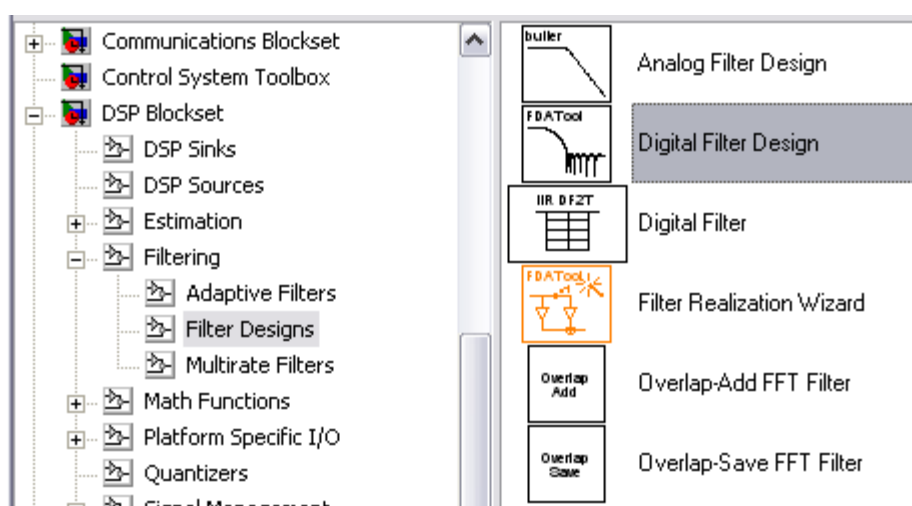 Communications Blockset
Control System Toolbox
DSP Blockset
DSP Sinks
DSP Sources
Estimation
Filtering
Adaptive Filters
Filter Designs
Multirate Filters
Math Functions
Platform Specific I/O
Quantizers
Signal Management
butter
Analog Filter Design
FDATool
Digital Filter Design
IIR DF2T
Digital Filter
FDATool
Filter Realization Wizard
Overlap
Add
Overlap-Add FFT Filter
Overlap
Save
Overlap-Save FFT Filter